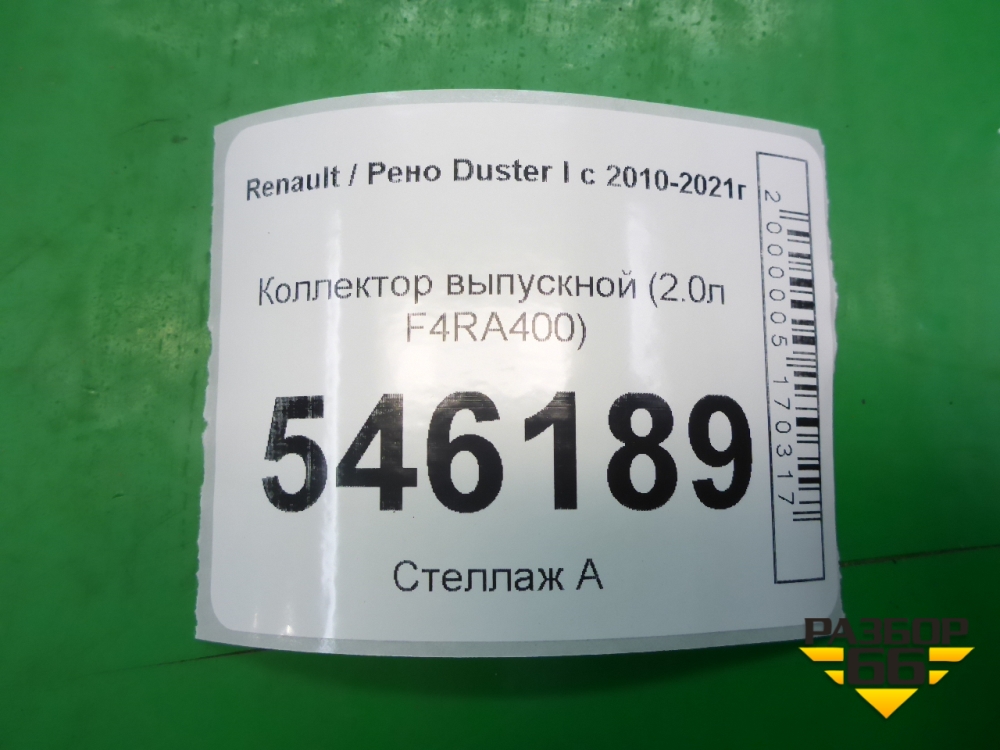 Renault / Рено Duster I с 2010-2021г
Коллектор выпускной (2.0л
F4RA400)
546189
Стеллаж А
2000005170317
РАЗБОР
66